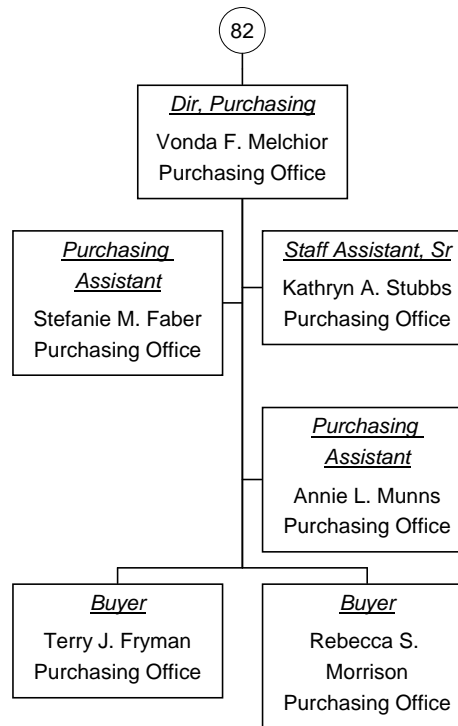 82
Dir, Purchasing
Vonda F. Melchior
Purchasing Office
Purchasing
Assistant
Stefanie M. Faber
Purchasing Office
Staff Assistant, Sr
Kathryn A. Stubbs
Purchasing Office
Purchasing
Assistant
Annie L. Munns
Purchasing Office
Buyer
Terry J. Fryman
Purchasing Office
Buyer
Rebecca S.
Morrison
Purchasing Office